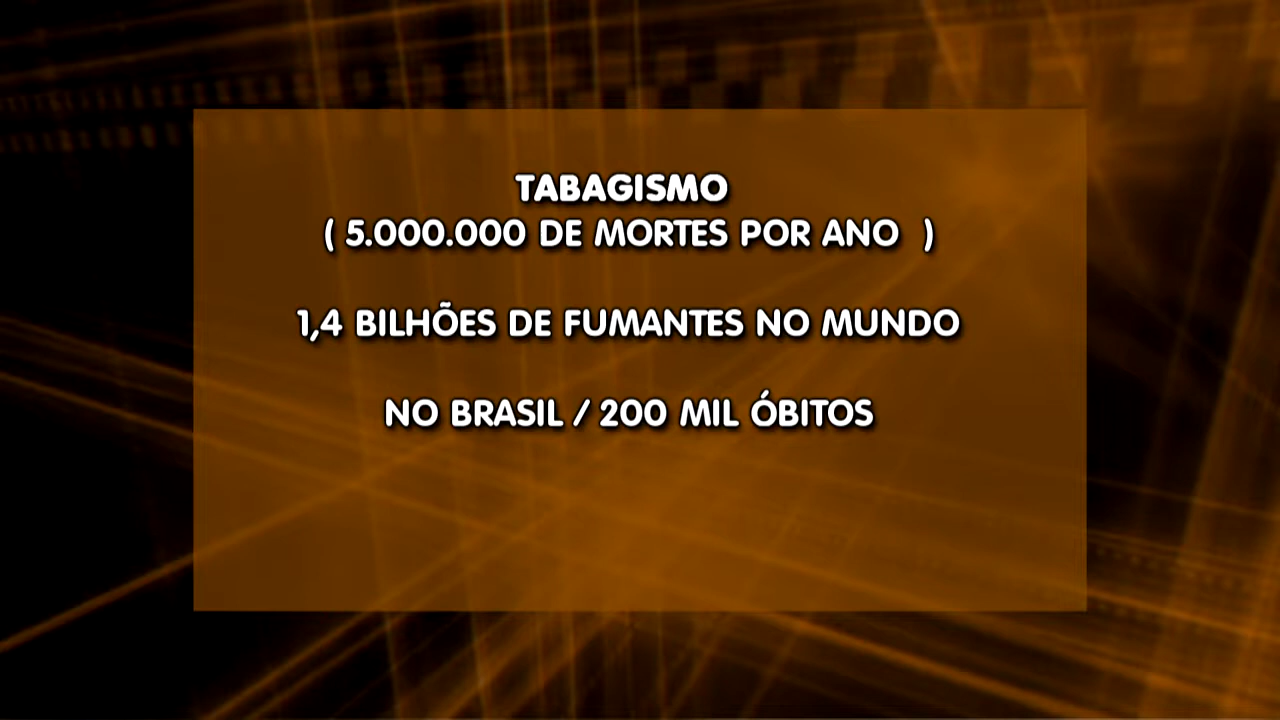 TABAGISMO
( 5.000.000 DE MORTES POR ANO )
1,4 BILHÕES DE FUMANTES NO MUNDO
NO BRASIL / 200 MIL ÓBITOS